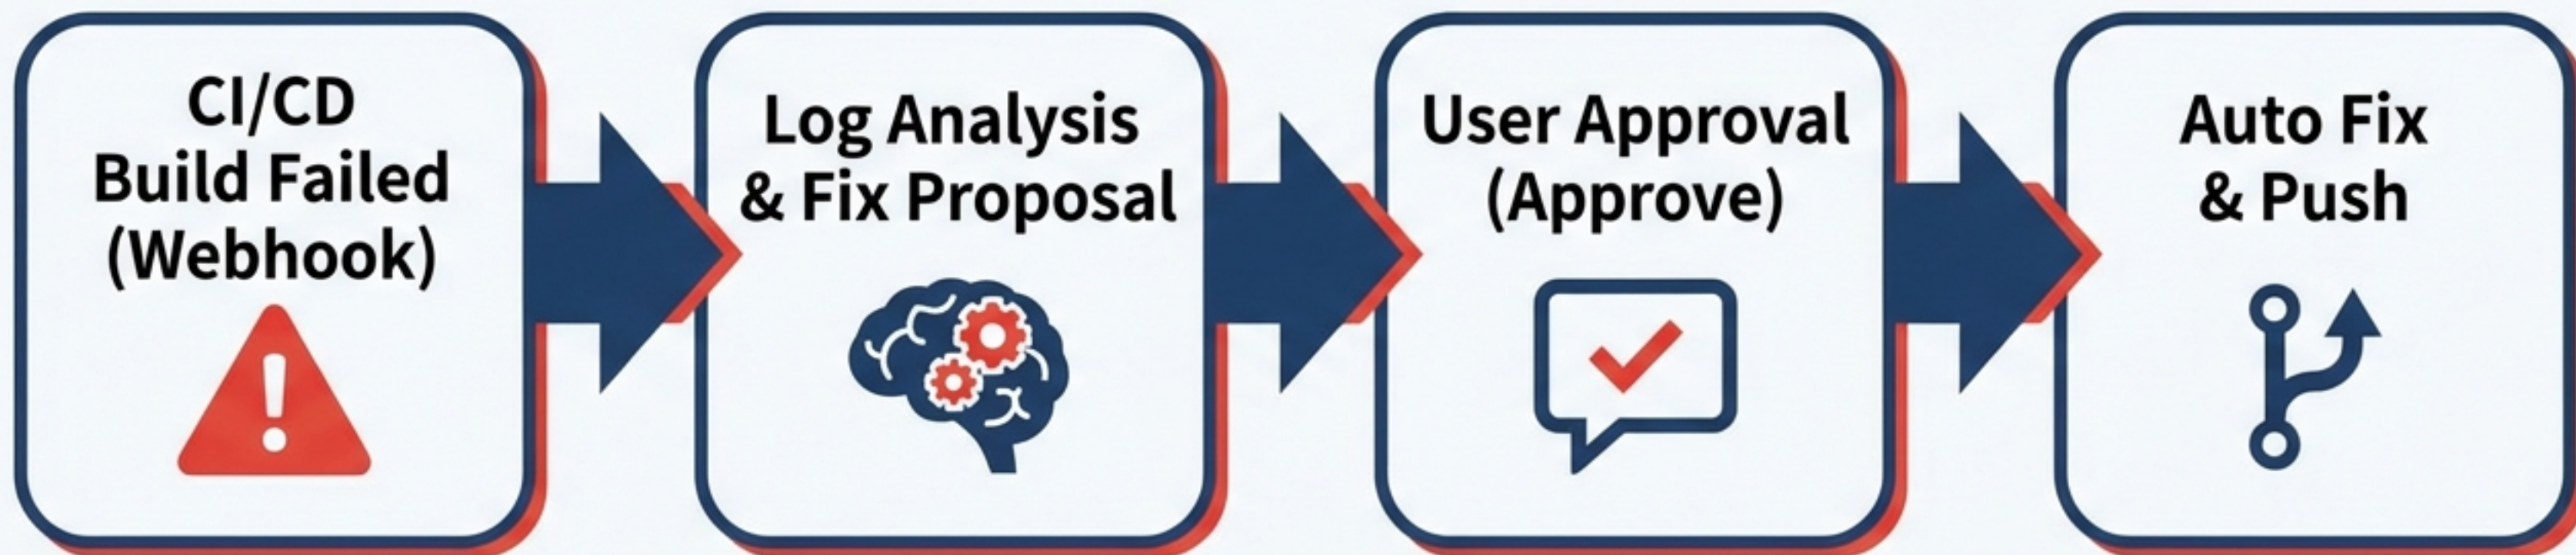 CI/CD
Build Failed
(Webhook)
Log Analysis
& Fix Proposal
User Approval
(Approve)
Auto Fix
& Push